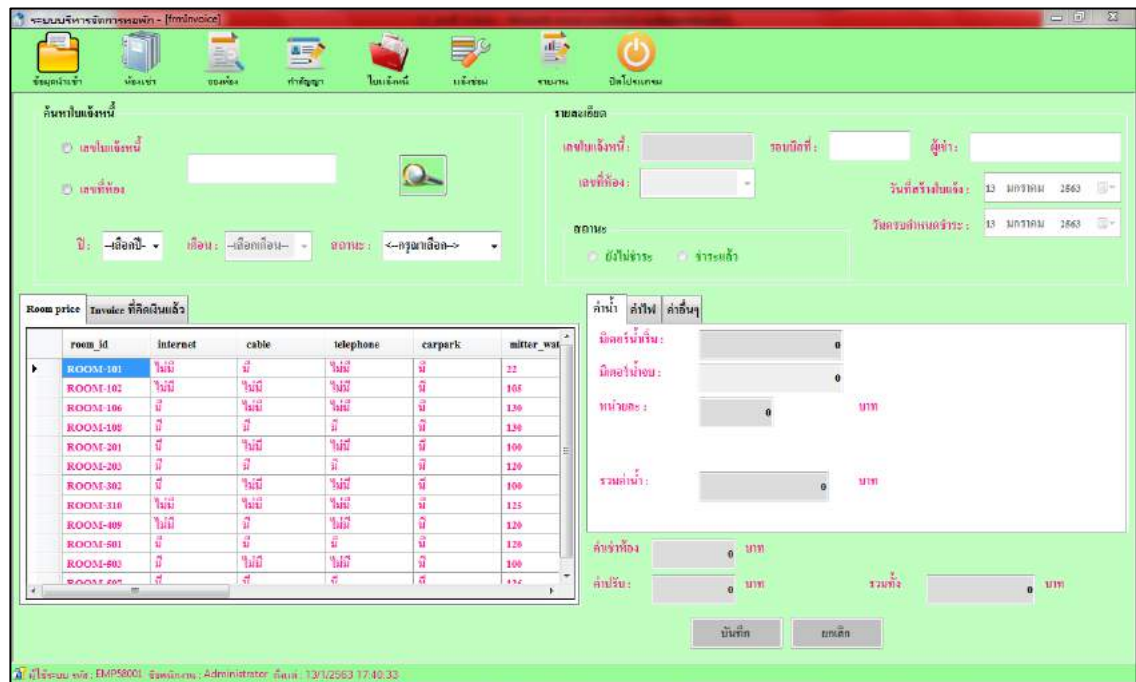 ระบบบริหารจัดการหอพัก - [frmInvoice]
ข้อมูลนำเข้า ห้องเช่า จองห้อง ทำสัญญา ใบแจ้งหนี้ แจ้งซ่อม รายงาน ปิดโปรแกรม
ค้นหาใบแจ้งหนี้
เลขใบแจ้งหนี้
เลขที่ห้อง
ปี : --เลือกปี-- เดือน : --เลือกเดือน-- สถานะ : <--กรุณาเลือก-->
รายละเอียด
เลขใบแจ้งหนี้ : รอบบิลที่ : ผู้เช่า :
เลขที่ห้อง : วันที่สร้างใบแจ้ง : 13 มกราคม 2563
วันครบกำหนดชำระ : 13 มกราคม 2563
สถานะ
ยังไม่ชำระ ชำระแล้ว
Room price Invoice ที่คิดเงินแล้ว
room_id internet cable telephone carpark mitter_wat
ROOM-101 ไม่มี มี ไม่มี มี 22
ROOM-102 ไม่มี ไม่มี ไม่มี มี 105
ROOM-106 มี ไม่มี ไม่มี มี 130
ROOM-108 มี มี มี มี 130
ROOM-201 มี ไม่มี ไม่มี มี 100
ROOM-203 มี มี มี มี 120
ROOM-302 มี ไม่มี ไม่มี มี 100
ROOM-310 ไม่มี ไม่มี ไม่มี มี 125
ROOM-409 ไม่มี มี ไม่มี มี 120
ROOM-501 มี มี มี มี 120
ROOM-503 มี ไม่มี ไม่มี มี 100
ค่าน้ำ ค่าไฟ ค่าอื่นๆ
มิเตอร์น้ำเริ่ม : 0
มิเตอร์น้ำจบ : 0
หน่วยละ : 0 บาท
รวมค่าน้ำ : 0 บาท
ค่าเช่าห้อง 0 บาท
ค่าปรับ : 0 บาท รวมทั้ง 0 บาท
บันทึก ยกเลิก
ผู้ใช้ระบบ รหัส : EMP58001 ชื่อพนักงาน : Administrator ตั้งแต่ : 13/1/2563 17:40:33